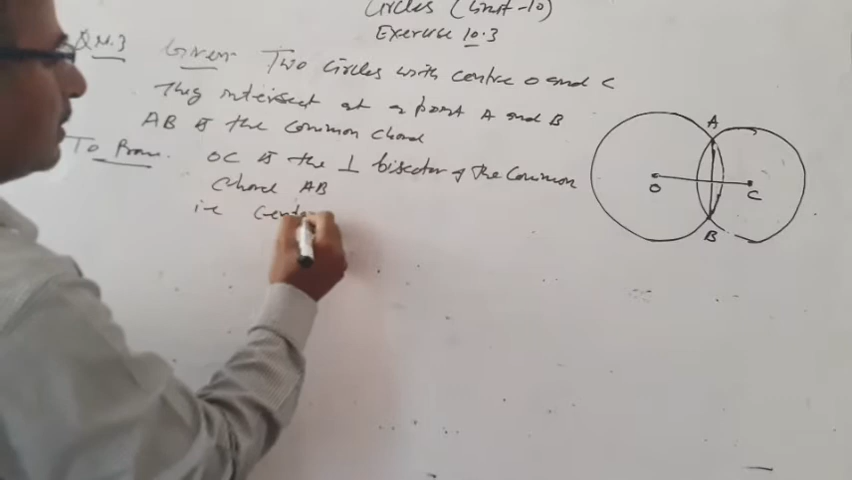 Circles (Unit-10)
Exercise 10.3
Q.N.3 Given Two circles with centre O and C
They intersect at a point A and B
AB is the common chord
To Prove. OC is the ⊥ bisector of the common
chord AB
i.e
A
O
C
B